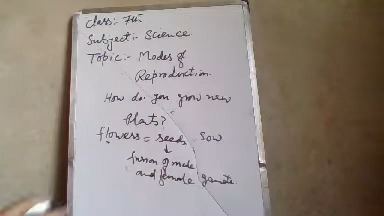 Class:- 7th
Subject:- Science
Topic:- Modes of
Reproduction.
How do you grow new
Plants?
flowers = seeds Sow
↓
fusion of male
and female gamete